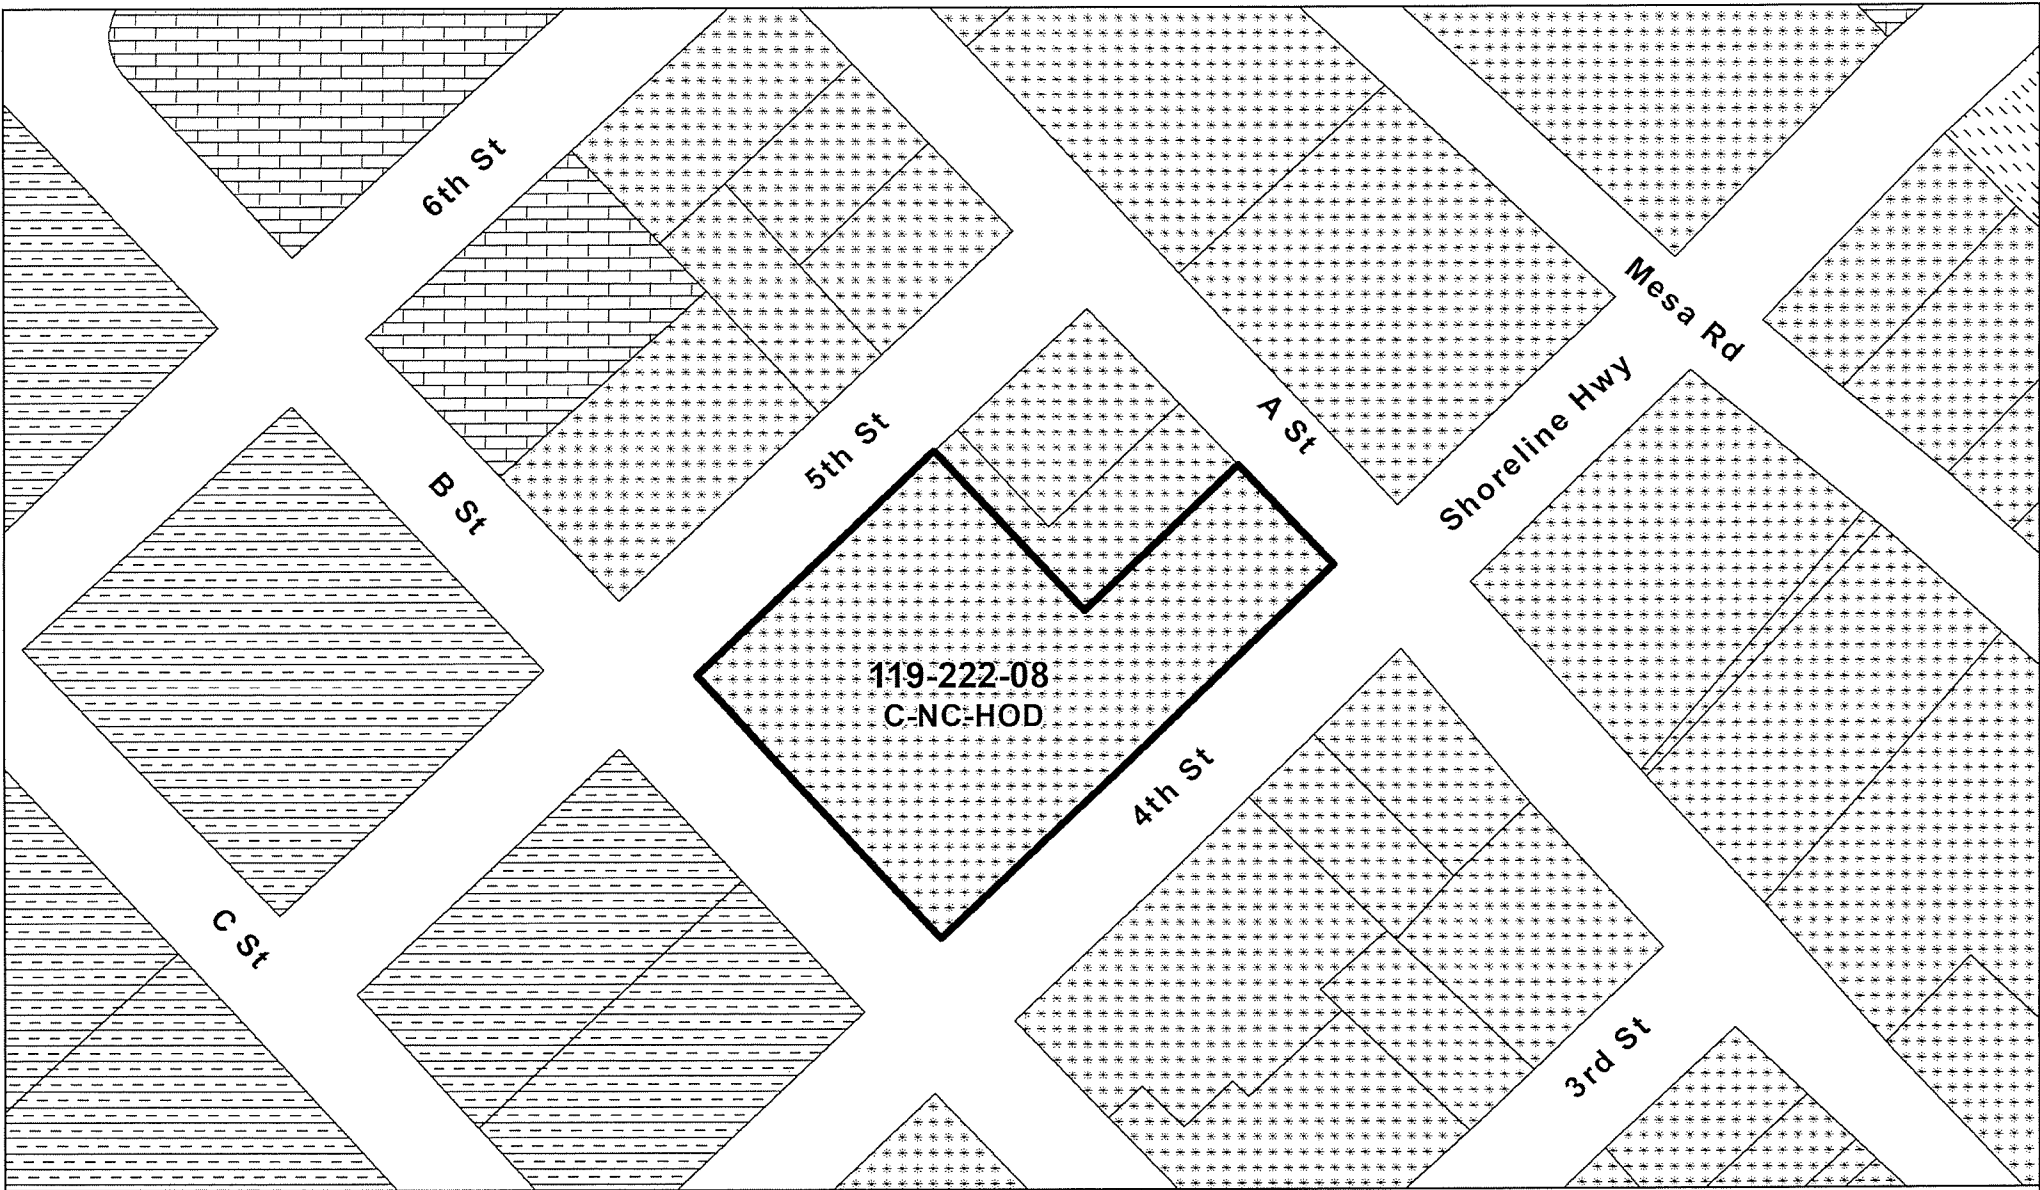 6th St
Mesa Rd
Shoreline Hwy
A St
5th St
B St
119-222-08
C-NC-HOD
4th St
C St
3rd St